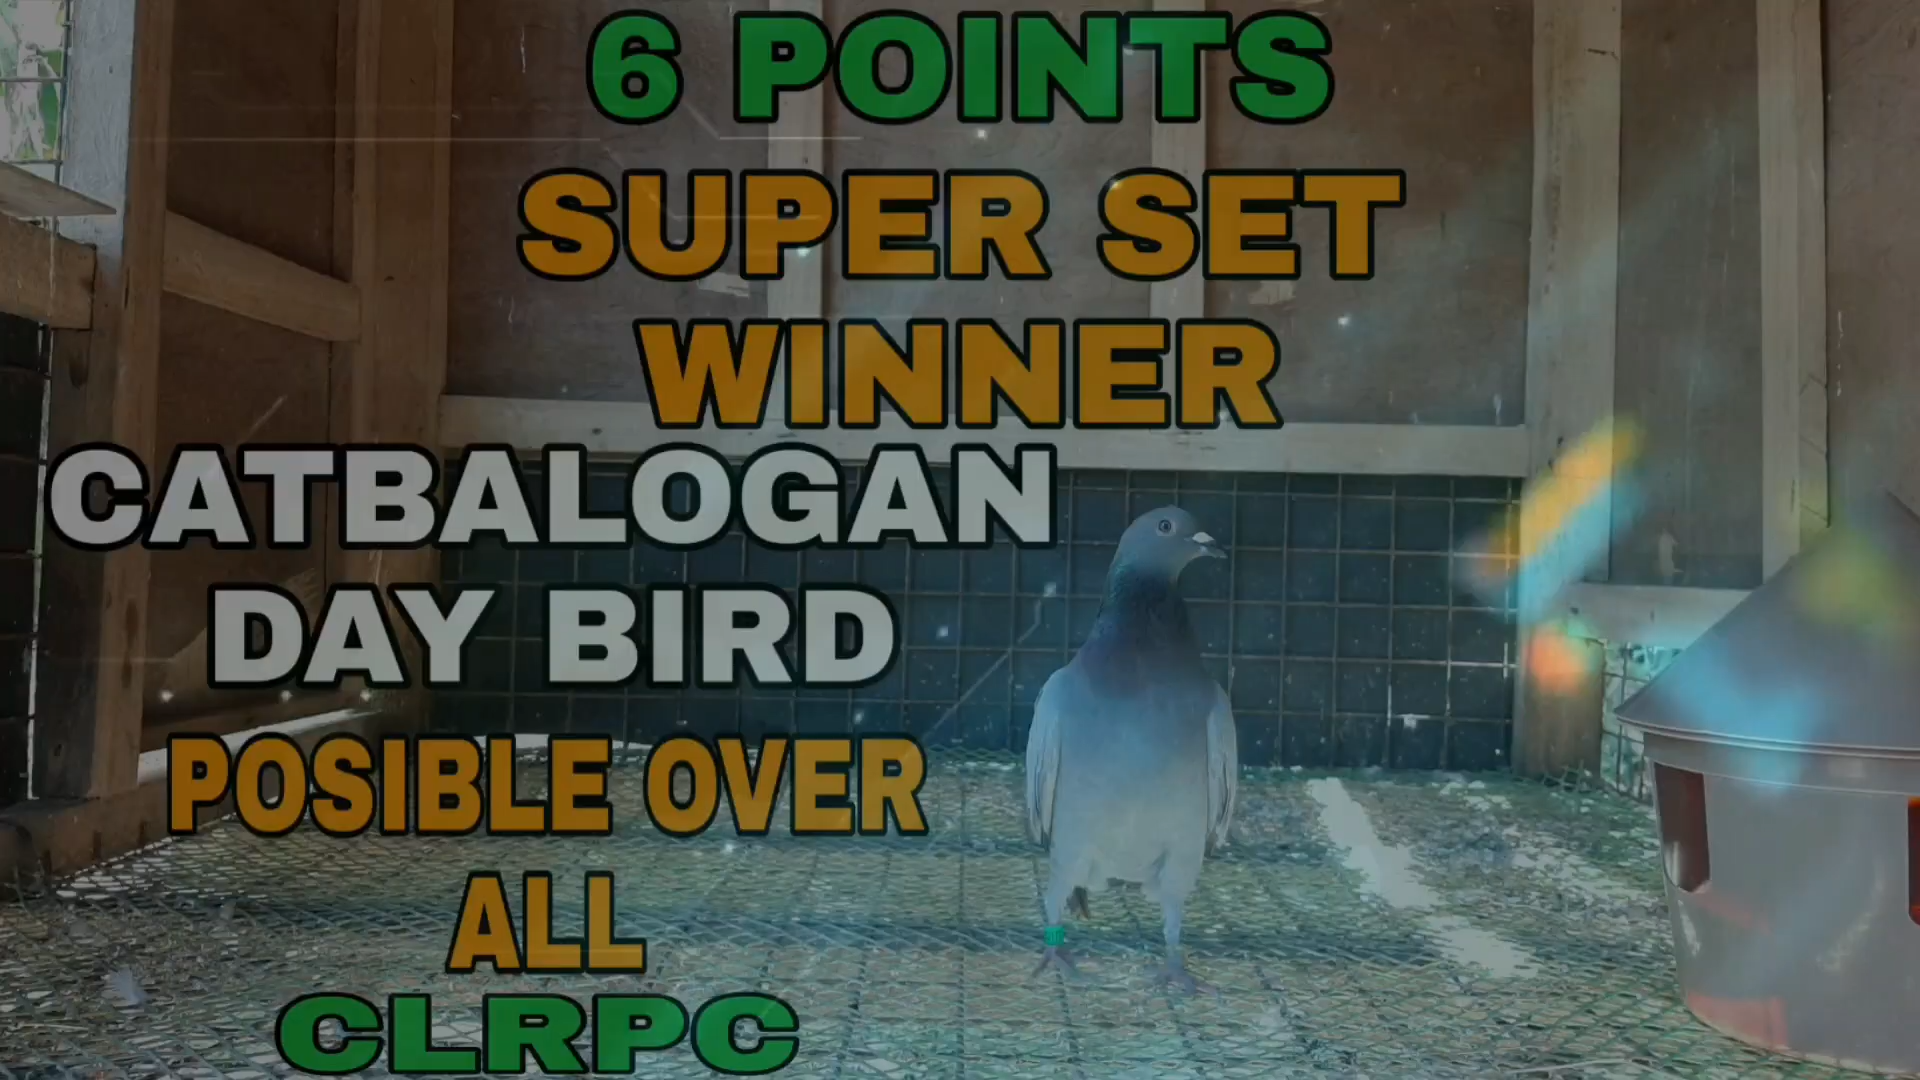 6 POINTS
SUPER SET
WINNER
CATBALOGAN
DAY BIRD
POSIBLE OVER
ALL
CLRPC